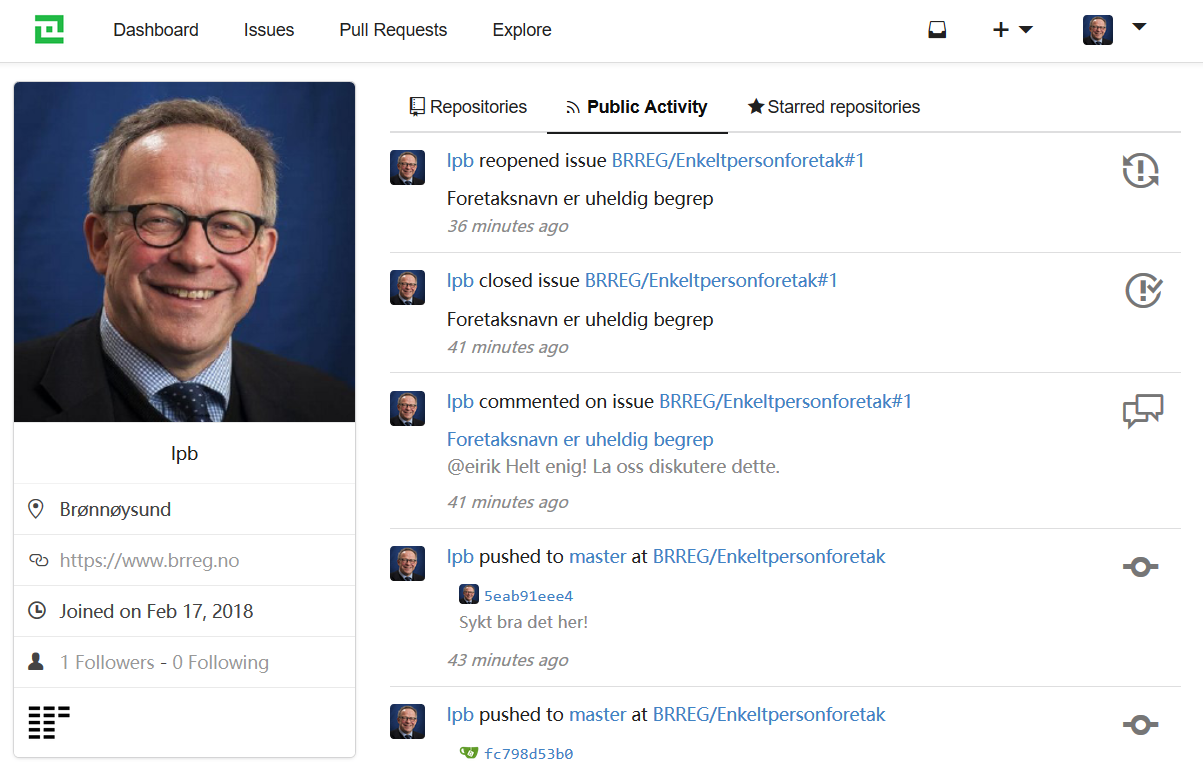 Dashboard Issues Pull Requests Explore
lpb
Brønnøysund
https://www.brreg.no
Joined on Feb 17, 2018
1 Followers - 0 Following
Repositories Public Activity Starred repositories
lpb reopened issue BRREG/Enkeltpersonforetak#1
Foretaksnavn er uheldig begrep
36 minutes ago
lpb closed issue BRREG/Enkeltpersonforetak#1
Foretaksnavn er uheldig begrep
41 minutes ago
lpb commented on issue BRREG/Enkeltpersonforetak#1
Foretaksnavn er uheldig begrep
@eirik Helt enig! La oss diskutere dette.
41 minutes ago
lpb pushed to master at BRREG/Enkeltpersonforetak
5eab91eee4
Sykt bra det her!
43 minutes ago
lpb pushed to master at BRREG/Enkeltpersonforetak
fc798d53b0